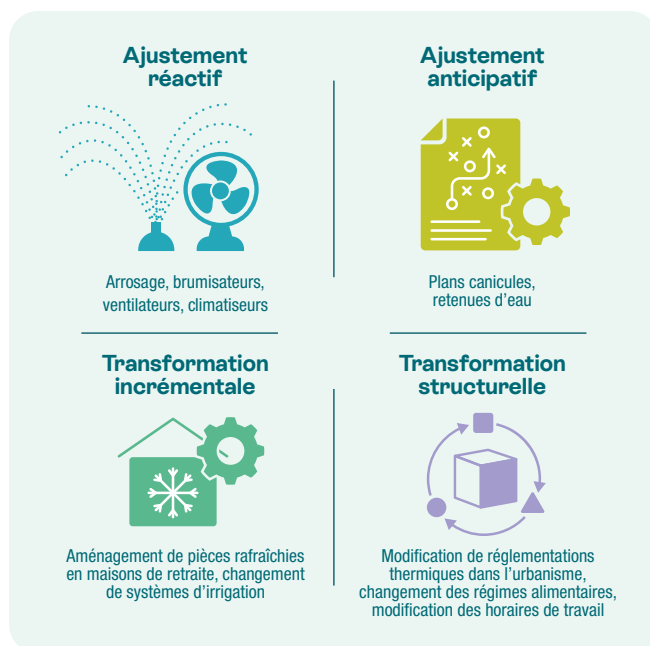 Ajustement
réactif
Arrosage, brumisateurs,
ventilateurs, climatiseurs
Ajustement
anticipatif
Plans canicules,
retenues d’eau
Transformation
incrémentale
Aménagement de pièces rafraîchies
en maisons de retraite, changement
de systèmes d’irrigation
Transformation
structurelle
Modification de réglementations
thermiques dans l’urbanisme,
changement des régimes alimentaires,
modification des horaires de travail